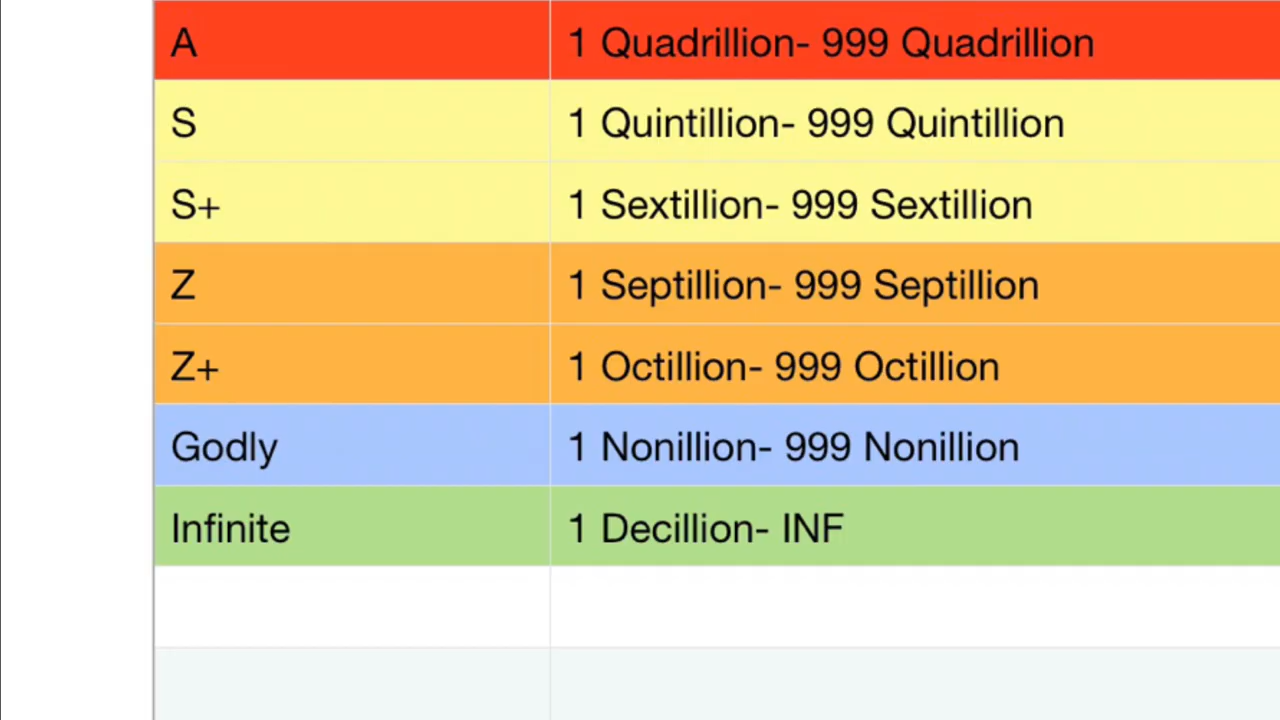 A 1 Quadrillion- 999 Quadrillion
S 1 Quintillion- 999 Quintillion
S+ 1 Sextillion- 999 Sextillion
Z 1 Septillion- 999 Septillion
Z+ 1 Octillion- 999 Octillion
Godly 1 Nonillion- 999 Nonillion
Infinite 1 Decillion- INF